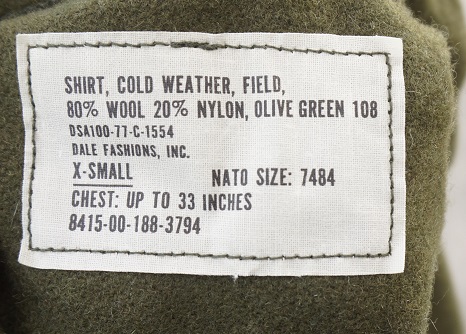 SHIRT, COLD WEATHER, FIELD,
80% WOOL 20% NYLON, OLIVE GREEN 108
DSA100-77-C-1554
DALE FASHIONS, INC.
X-SMALL NATO SIZE: 7484
CHEST: UP TO 33 INCHES
8415-00-188-3794